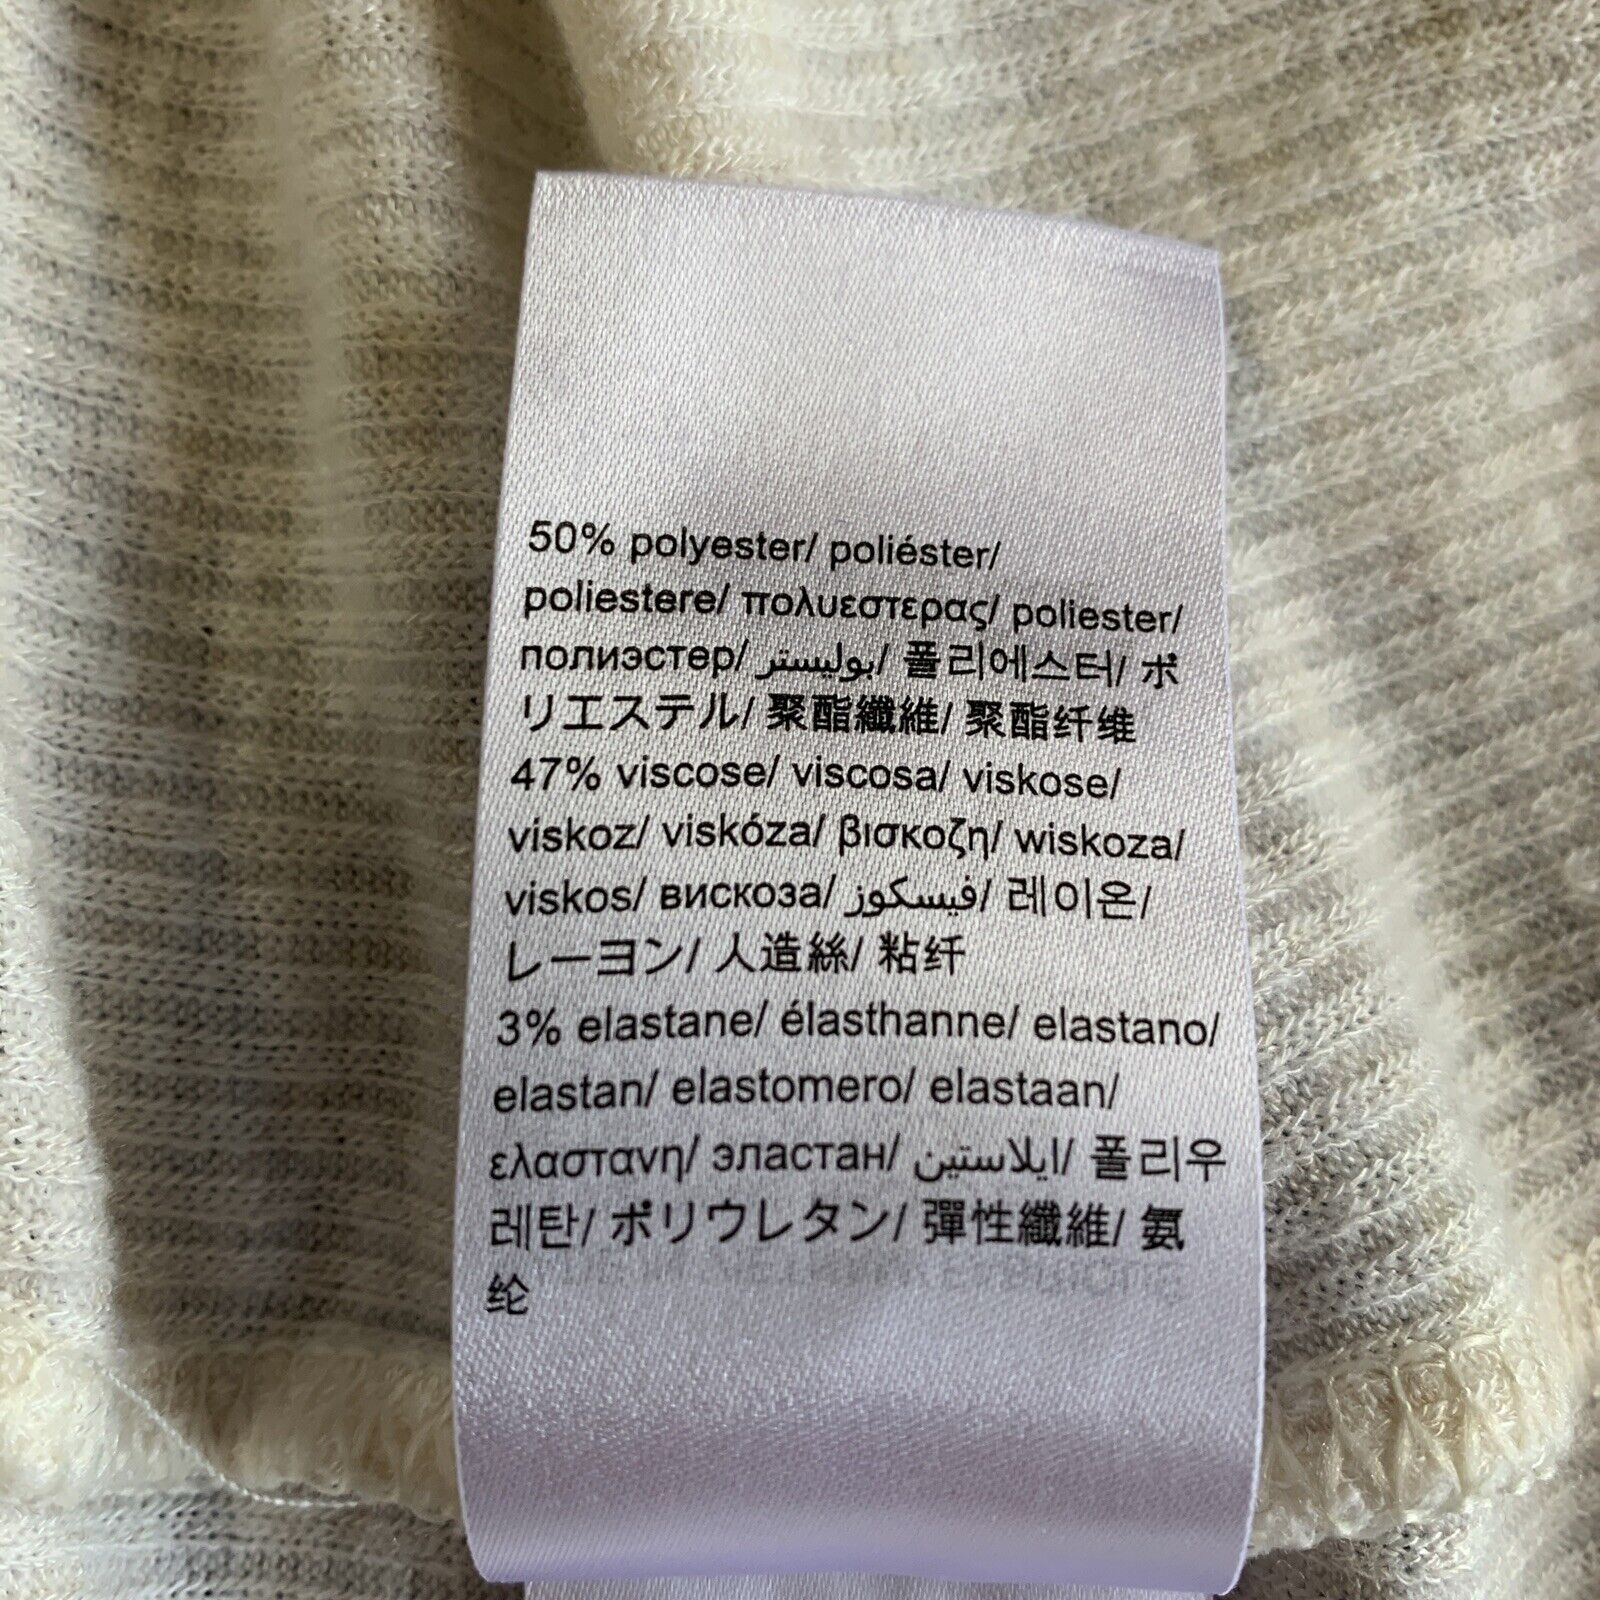 50% polyester/ poliéster/
poliestere/ πολυεστερας/ poliester/
полиэстер/ بوليستر/ 폴리에스터/ ポ
リエステル/ 聚酯纖維/ 聚酯纤维
47% viscose/ viscosa/ viskose/
viskoz/ viskóza/ βισκοζη/ wiskoza/
viskos/ вискоза/ فيسكوز/ 레이온/
レーヨン/ 人造絲/ 粘纤
3% elastane/ élasthanne/ elastano/
elastan/ elastomero/ elastaan/
ελαστανη/ эластан/ ايلاستين/ 폴리우
레탄/ ポリウレタン/ 彈性纖維/ 氨
纶